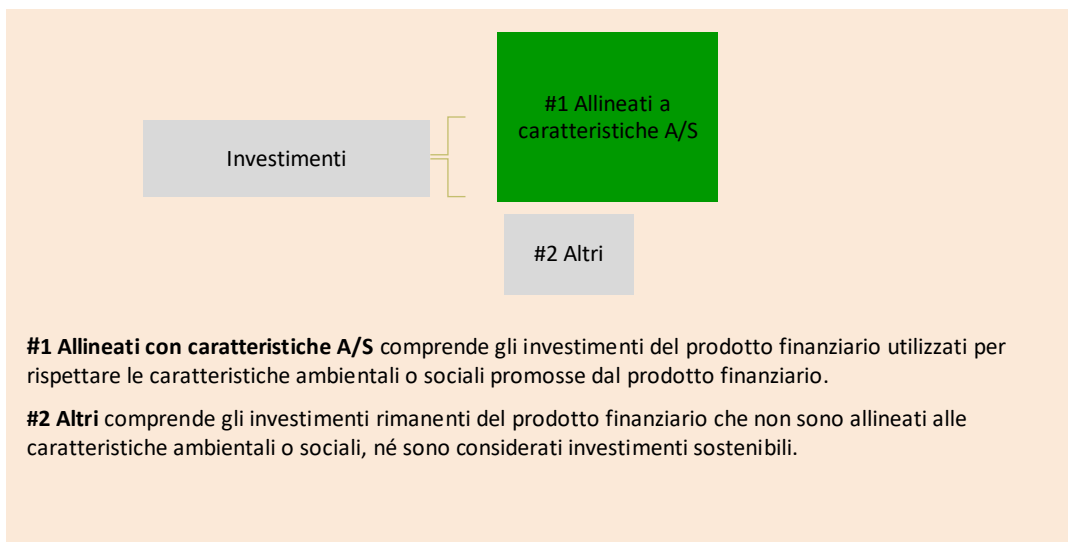 #1 Allineati a
caratteristiche A/S
Investimenti
#2 Altri
#1 Allineati con caratteristiche A/S comprende gli investimenti del prodotto finanziario utilizzati per
rispettare le caratteristiche ambientali o sociali promosse dal prodotto finanziario.
#2 Altri comprende gli investimenti rimanenti del prodotto finanziario che non sono allineati alle
caratteristiche ambientali o sociali, né sono considerati investimenti sostenibili.